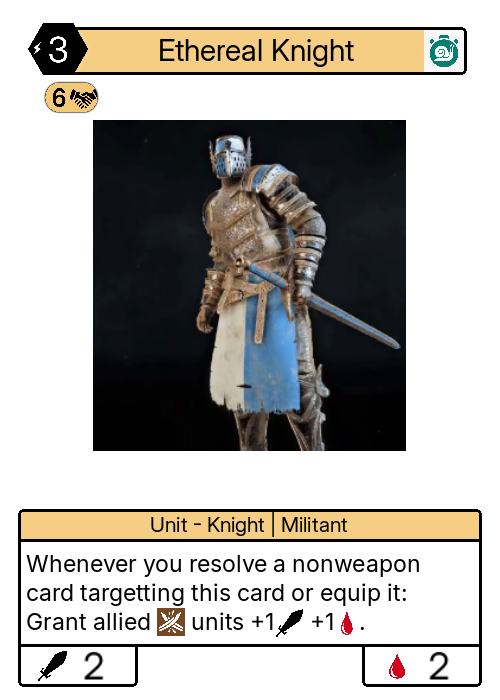 3
Ethereal Knight
6
Unit - Knight | Militant
Whenever you resolve a nonweapon
card targetting this card or equip it:
Grant allied units +1 +1 .
2
2